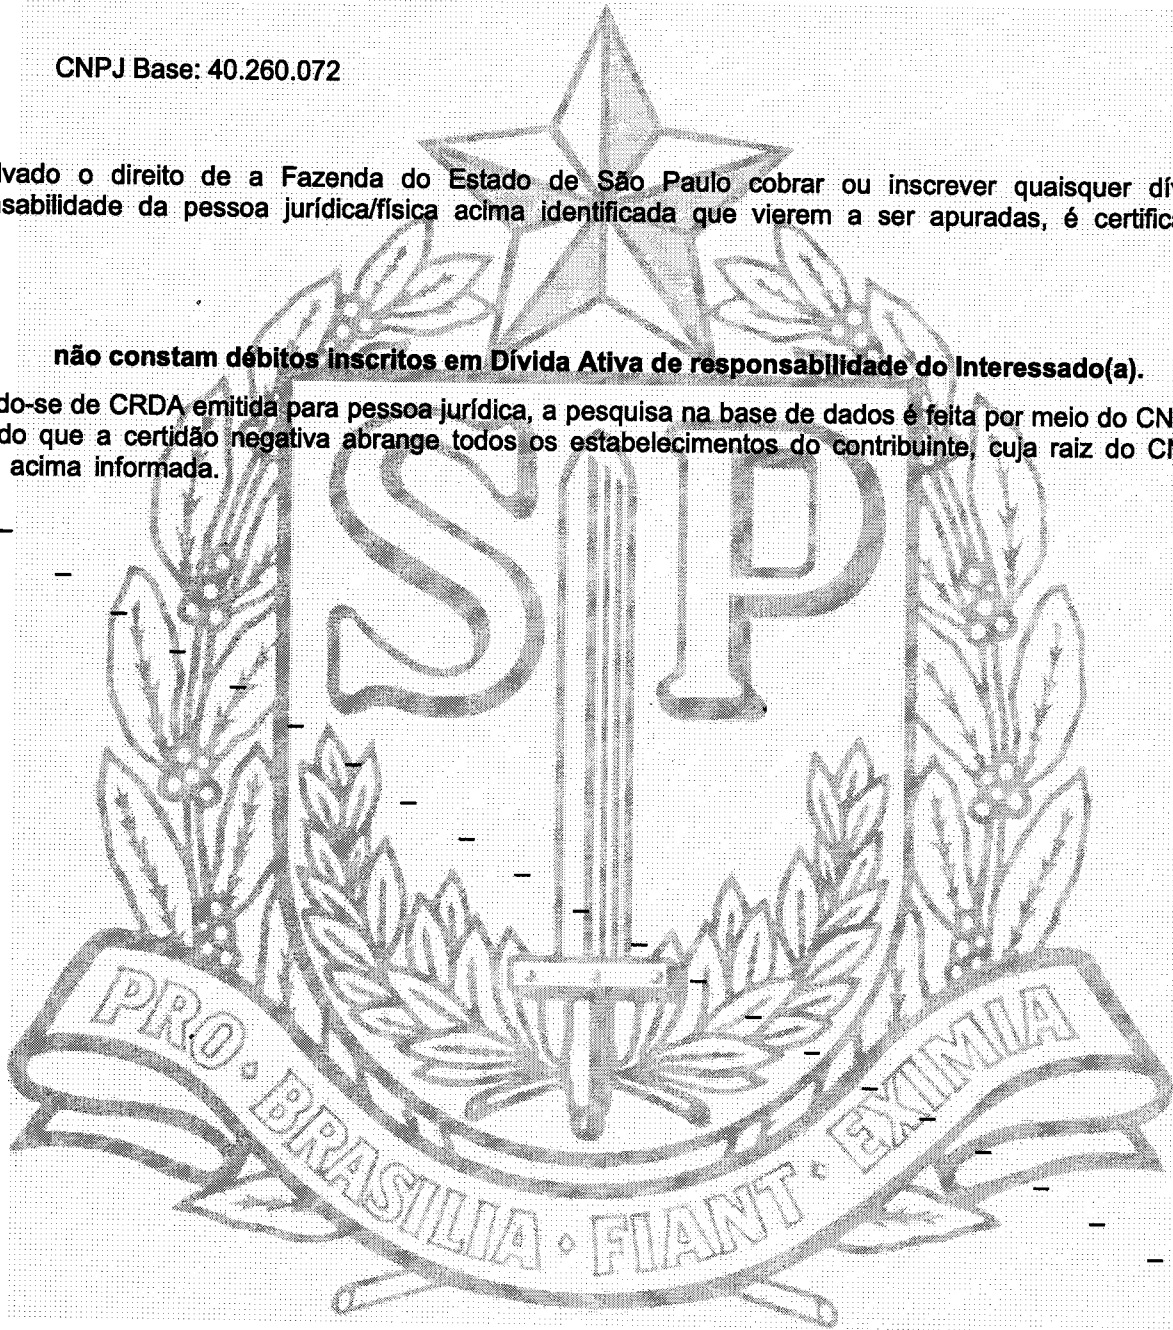 CNPJ Base: 40.260.072
lvado o direito de a Fazenda do Estado de São Paulo cobrar ou inscrever quaisquer dí
nsabilidade da pessoa jurídica/física acima identificada que vierem a ser apuradas, é certifica
não constam débitos inscritos em Dívida Ativa de responsabilidade do Interessado(a).
do-se de CRDA emitida para pessoa jurídica, a pesquisa na base de dados é feita por meio do CN
do que a certidão negativa abrange todos os estabelecimentos do contribuinte, cuja raiz do CN
acima informada.
SP
PRO · BRASILIA · FIANT · EXIMIA